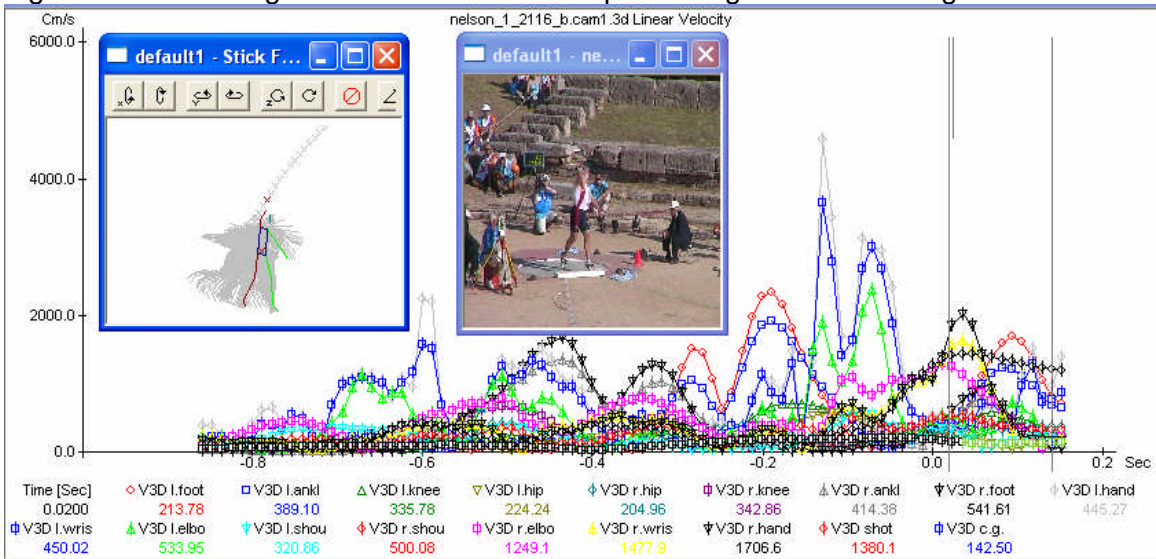 Cm/s
nelson_1_2116_b.cam1.3d Linear Velocity
6000.0
default1 - Stick F...
default1 - ne...
4000.0
2000.0
0.0
-0.8
-0.6
-0.4
-0.2
0.0
0.2
Sec
Time [Sec] V3D l.foot V3D l.ankl V3D l.knee V3D l.hip V3D r.hip V3D r.knee V3D r.ankl V3D r.foot V3D l.hand
0.0200 213.78 389.10 335.78 224.24 204.96 342.86 414.38 541.61 445.27
V3D l.wris V3D l.elbo V3D l.shou V3D r.shou V3D r.elbo V3D r.wris V3D r.hand V3D shot V3D c.g.
450.02 533.95 320.86 500.08 1249.1 1477.9 1706.6 1380.1 142.50